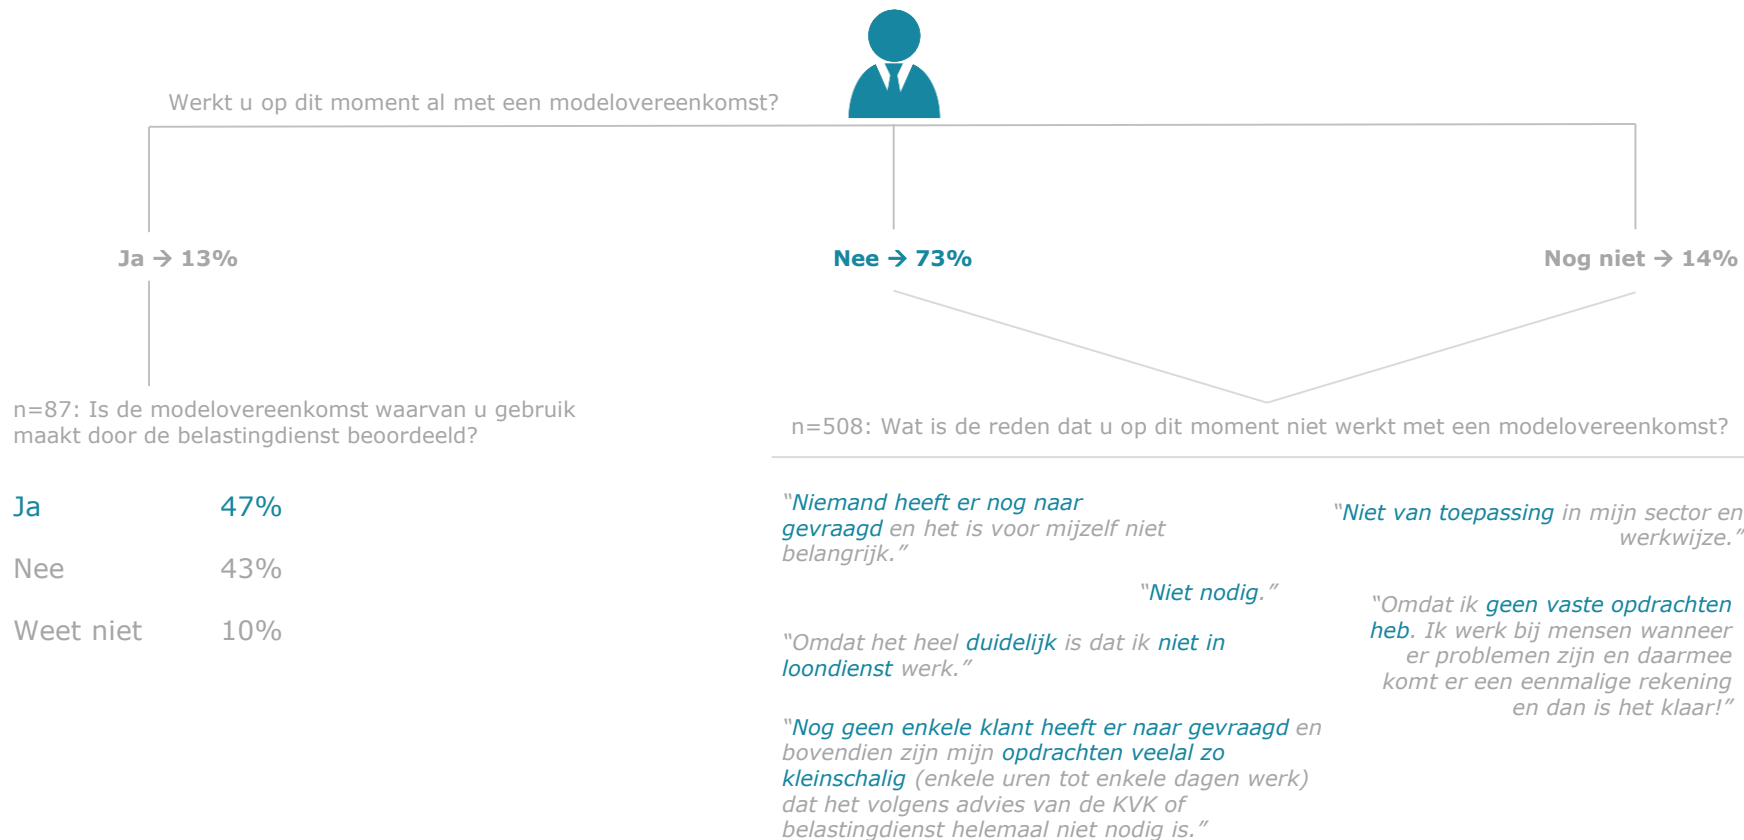 Werkt u op dit moment al met een modelovereenkomst?
Ja → 13%
Nee → 73%
Nog niet → 14%
n=87: Is de modelovereenkomst waarvan u gebruik
maakt door de belastingdienst beoordeeld?
Ja 47%
Nee 43%
Weet niet 10%
n=508: Wat is de reden dat u op dit moment niet werkt met een modelovereenkomst?
“Niemand heeft er nog naar
gevraagd en het is voor mijzelf niet
belangrijk.”
“Niet van toepassing in mijn sector en
werkwijze.”
“Niet nodig.”
“Omdat ik geen vaste opdrachten
heb. Ik werk bij mensen wanneer
er problemen zijn en daarmee
komt er een eenmalige rekening
en dan is het klaar!”
“Omdat het heel duidelijk is dat ik niet in
loondienst werk.”
“Nog geen enkele klant heeft er naar gevraagd en
bovendien zijn mijn opdrachten veelal zo
kleinschalig (enkele uren tot enkele dagen werk)
dat het volgens advies van de KVK of
belastingdienst helemaal niet nodig is.”